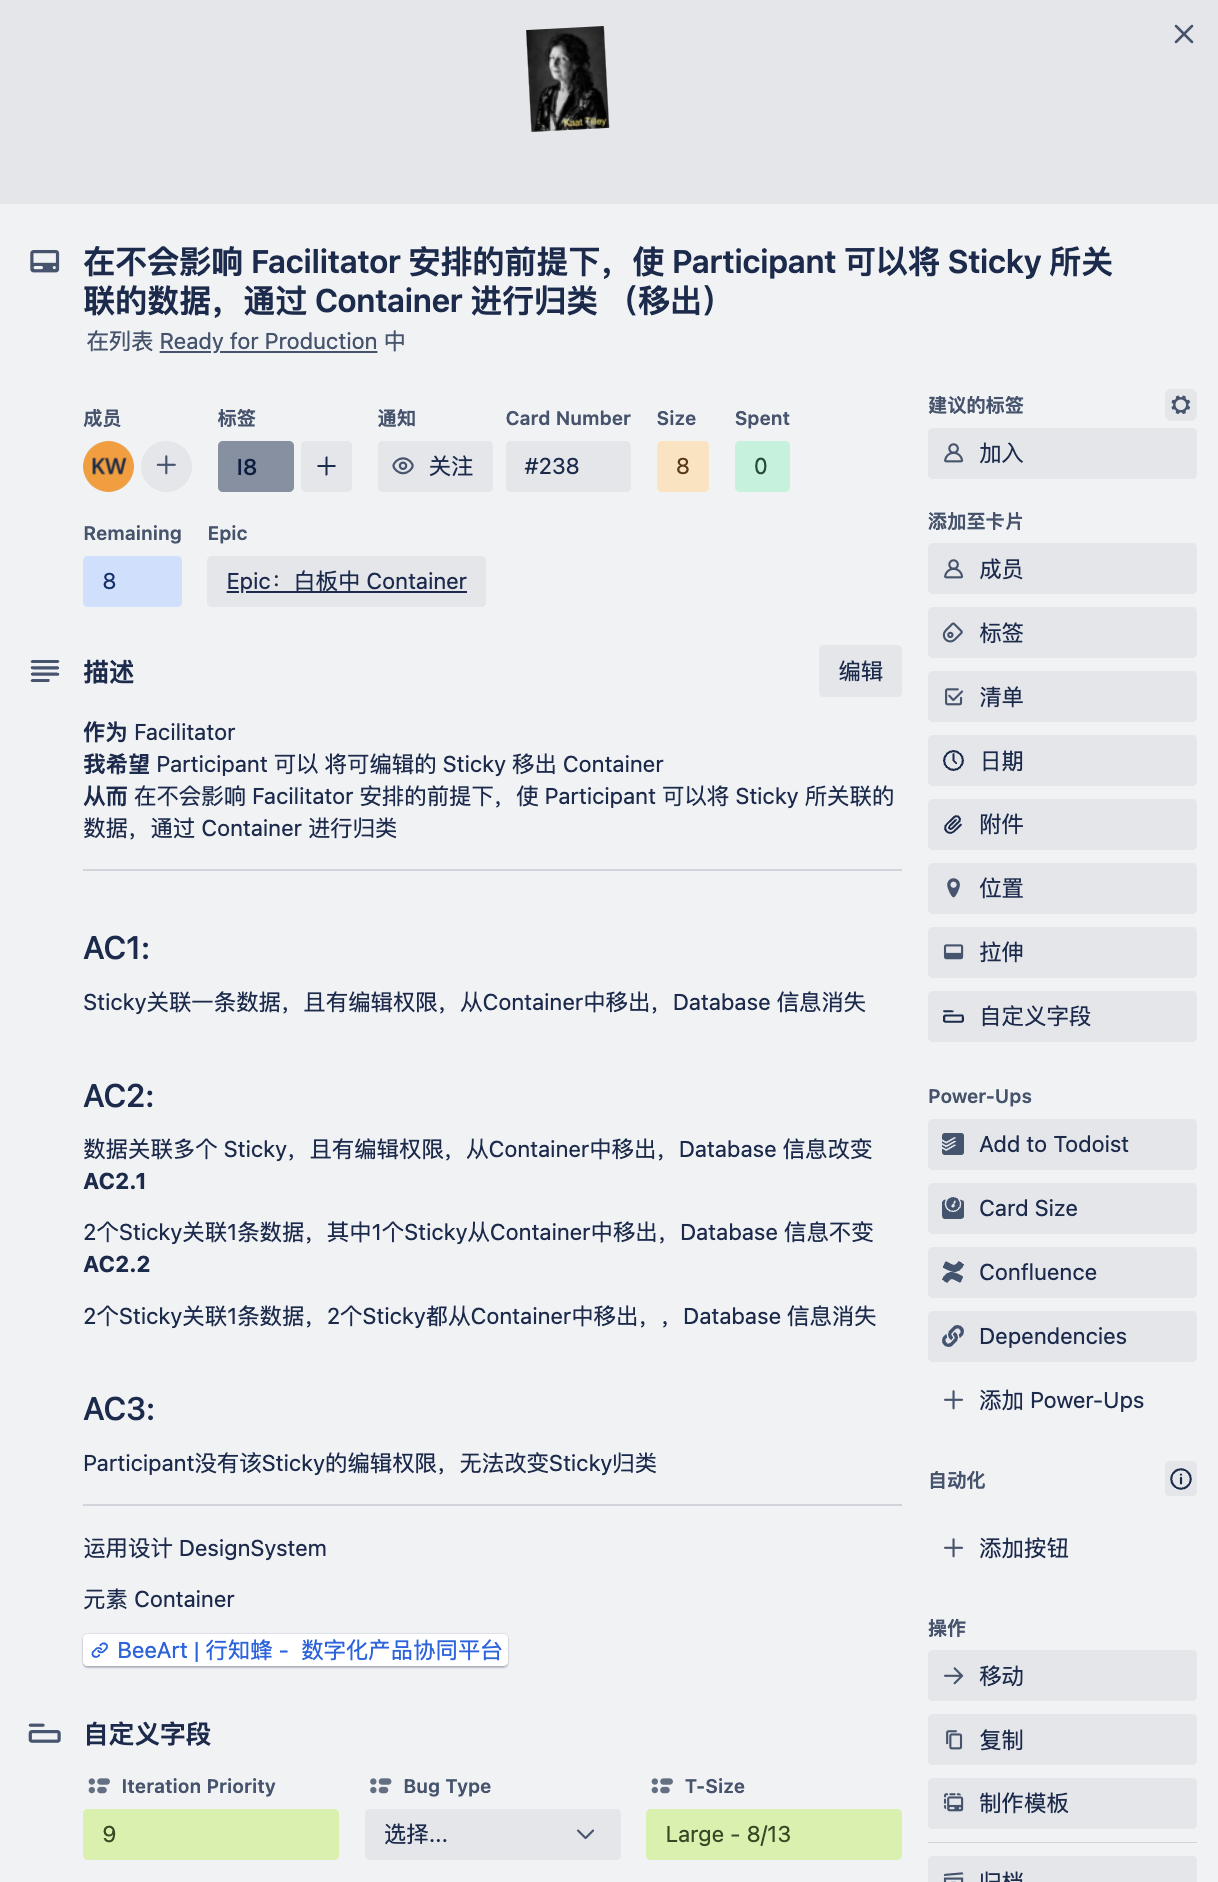 Kaat Tilley
在不会影响 Facilitator 安排的前提下，使 Participant 可以将 Sticky 所关
联的数据，通过 Container 进行归类 （移出）
在列表 Ready for Production 中
成员
标签
通知
Card Number
Size
Spent
KW
I8
关注
#238
8
0
Remaining
Epic
8
Epic：白板中 Container
描述
编辑
作为 Facilitator
我希望 Participant 可以 将可编辑的 Sticky 移出 Container
从而 在不会影响 Facilitator 安排的前提下，使 Participant 可以将 Sticky 所关联的
数据，通过 Container 进行归类
AC1:
Sticky关联一条数据，且有编辑权限，从Container中移出，Database 信息消失
AC2:
数据关联多个 Sticky，且有编辑权限，从Container中移出，Database 信息改变
AC2.1
2个Sticky关联1条数据，其中1个Sticky从Container中移出，Database 信息不变
AC2.2
2个Sticky关联1条数据，2个Sticky都从Container中移出，，Database 信息消失
AC3:
Participant没有该Sticky的编辑权限，无法改变Sticky归类
运用设计 DesignSystem
元素 Container
BeeArt | 行知蜂 - 数字化产品协同平台
自定义字段
Iteration Priority
Bug Type
T-Size
9
选择...
Large - 8/13
建议的标签
加入
添加至卡片
成员
标签
清单
日期
附件
位置
拉伸
自定义字段
Power-Ups
Add to Todoist
Card Size
Confluence
Dependencies
添加 Power-Ups
自动化
添加按钮
操作
移动
复制
制作模板
归档